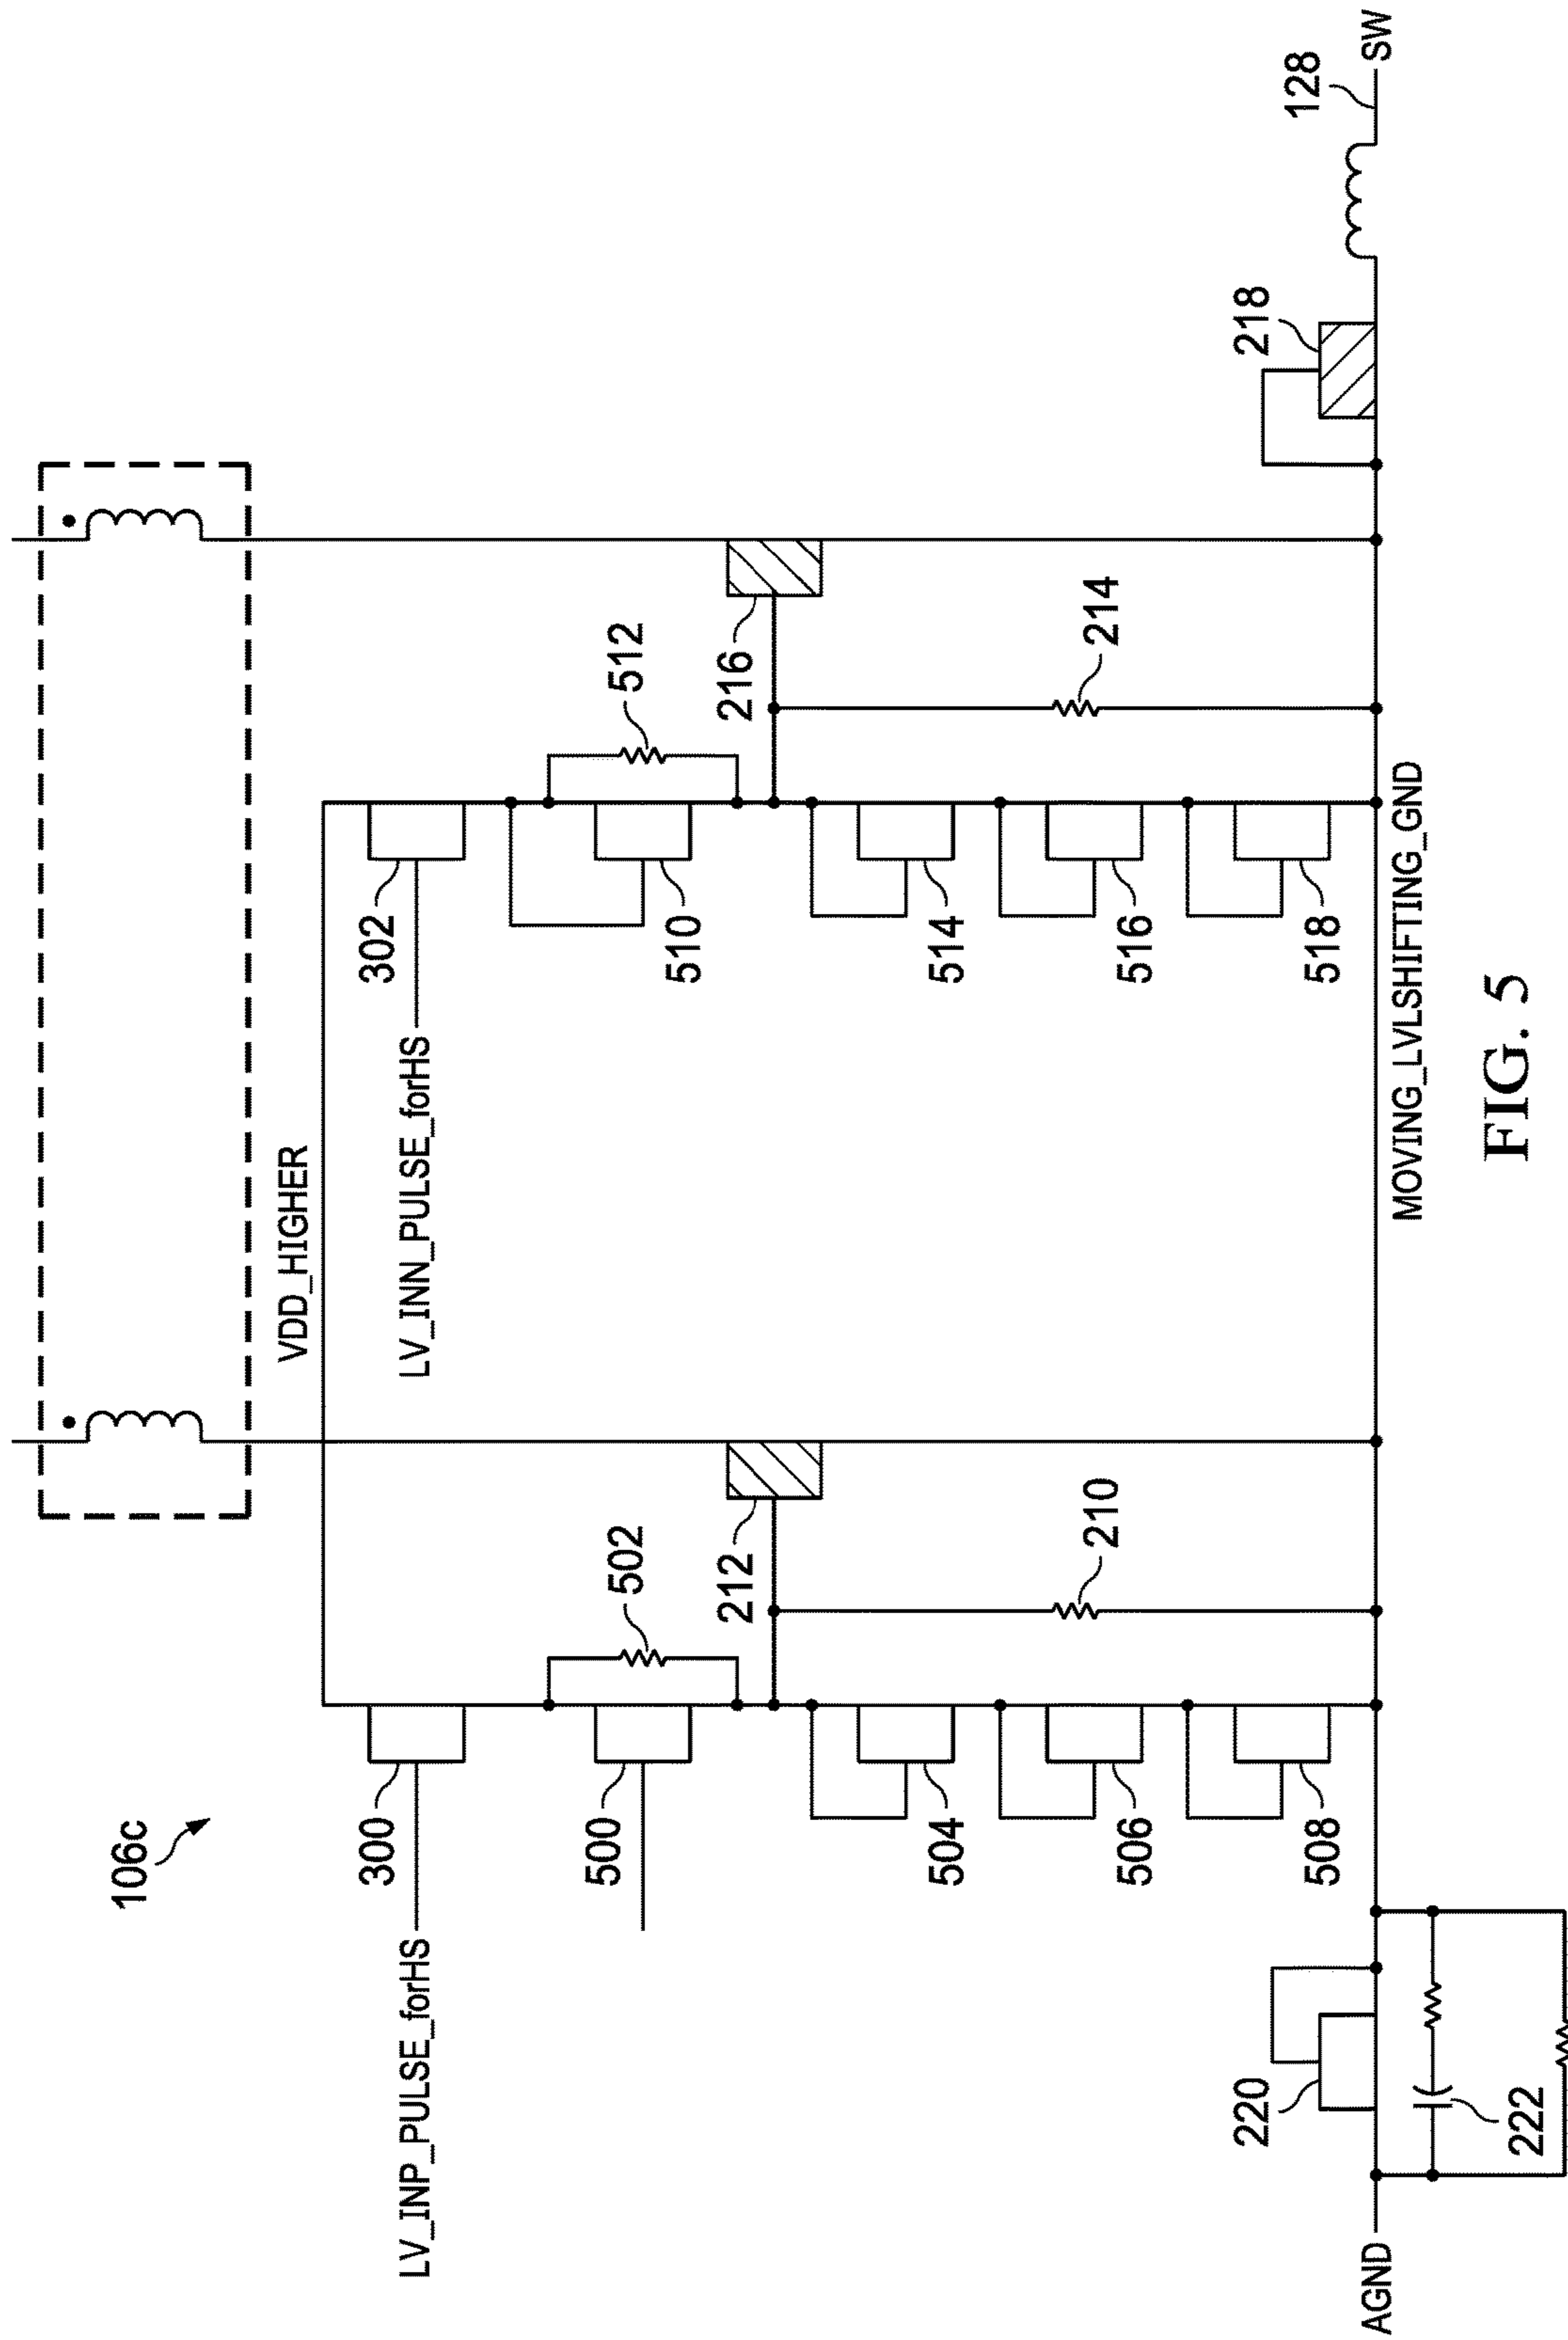 106c
VDD_HIGHER
LV_INP_PULSE_forHS
300
LV_INN_PULSE_forHS
302
500
502
510
512
212
216
504
210
514
214
506
516
508
518
220
218
128
AGND
MOVING_LVLSHIFTING_GND
SW
222
FIG. 5